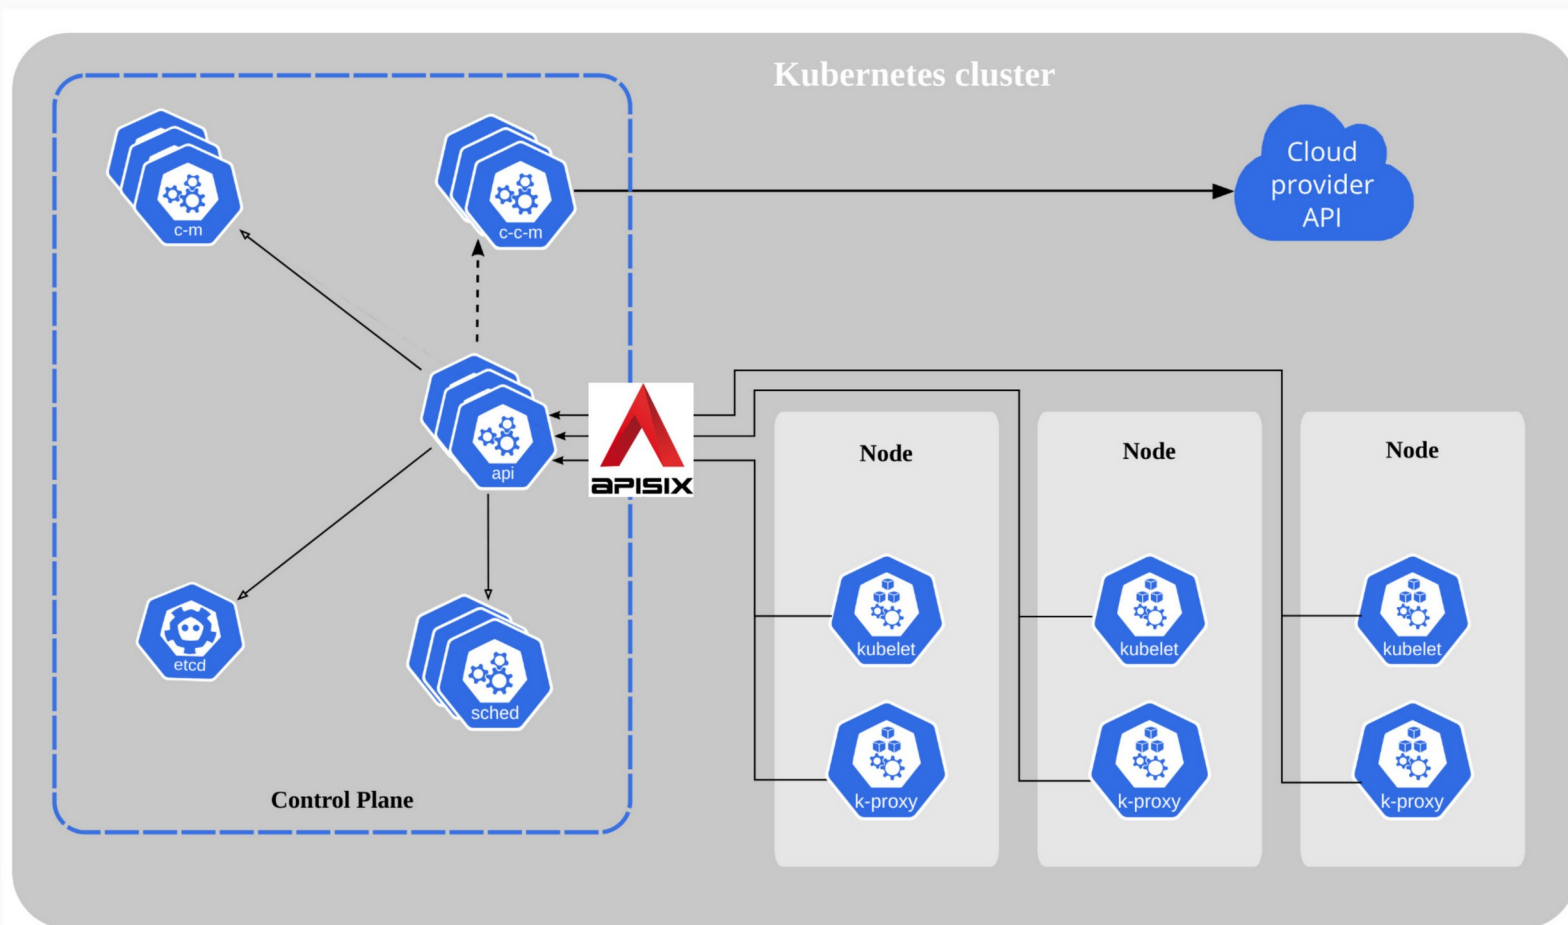 Kubernetes cluster
c-m
c-c-m
Cloud
provider
API
api
APISIX
Node
Node
Node
kubelet
kubelet
kubelet
etcd
sched
k-proxy
k-proxy
k-proxy
Control Plane